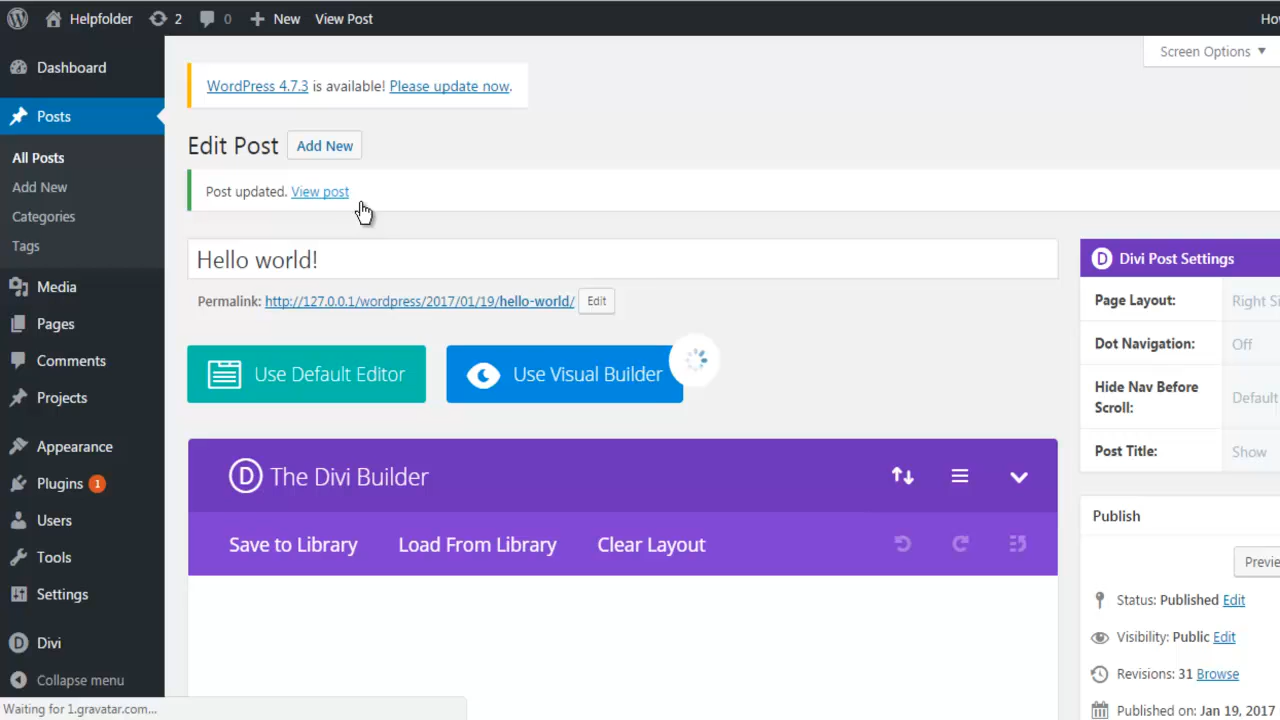 Helpfolder 2 0 New View Post
Screen Options
Dashboard
WordPress 4.7.3 is available! Please update now.
Posts
Edit Post Add New
All Posts
Add New
Categories
Tags
Post updated. View post
Hello world!
Permalink: http://127.0.0.1/wordpress/2017/01/19/hello-world/ Edit
Media
Pages
Comments
Projects
Appearance
Plugins 1
Users
Tools
Settings
Divi
Collapse menu
Use Default Editor Use Visual Builder
D The Divi Builder
Save to Library Load From Library Clear Layout
D Divi Post Settings
Page Layout: Right Si
Dot Navigation: Off
Hide Nav Before Default
Scroll:
Post Title: Show
Publish
Previe
Status: Published Edit
Visibility: Public Edit
Revisions: 31 Browse
Published on: Jan 19, 2017
Waiting for 1.gravatar.com...